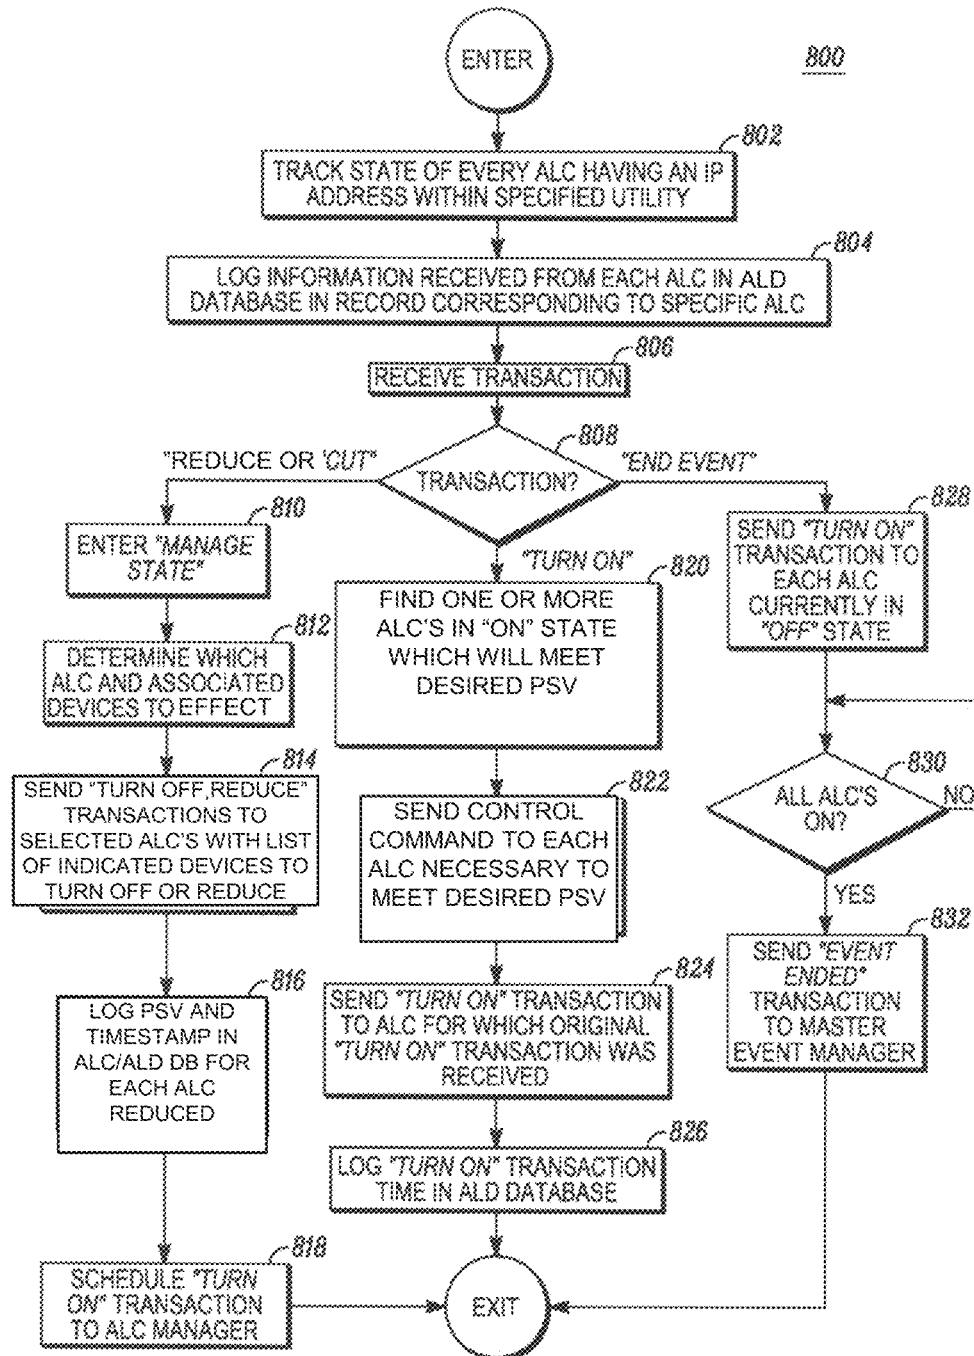 ENTER
800
802
TRACK STATE OF EVERY ALC HAVING AN IP
ADDRESS WITHIN SPECIFIED UTILITY
804
LOG INFORMATION RECEIVED FROM EACH ALC IN ALD
DATABASE IN RECORD CORRESPONDING TO SPECIFIC ALC
806
RECEIVE TRANSACTION
808
TRANSACTION?
"REDUCE OR 'CUT"
"END EVENT"
"TURN ON"
810
ENTER "MANAGE
STATE"
812
DETERMINE WHICH
ALC AND ASSOCIATED
DEVICES TO EFFECT
814
SEND "TURN OFF,REDUCE"
TRANSACTIONS TO
SELECTED ALC'S WITH LIST
OF INDICATED DEVICES TO
TURN OFF OR REDUCE
816
LOG PSV AND
TIMESTAMP IN
ALC/ALD DB FOR
EACH ALC
REDUCED
818
SCHEDULE "TURN
ON" TRANSACTION
TO ALC MANAGER
820
FIND ONE OR MORE
ALC'S IN "ON" STATE
WHICH WILL MEET
DESIRED PSV
822
SEND CONTROL
COMMAND TO EACH
ALC NECESSARY TO
MEET DESIRED PSV
824
SEND "TURN ON" TRANSACTION
TO ALC FOR WHICH ORIGINAL
"TURN ON" TRANSACTION WAS
RECEIVED
826
LOG "TURN ON" TRANSACTION
TIME IN ALD DATABASE
828
SEND "TURN ON"
TRANSACTION TO
EACH ALC
CURRENTLY IN
"OFF" STATE
830
ALL ALC'S
ON?
NO
YES
832
SEND "EVENT
ENDED"
TRANSACTION
TO MASTER
EVENT MANAGER
EXIT